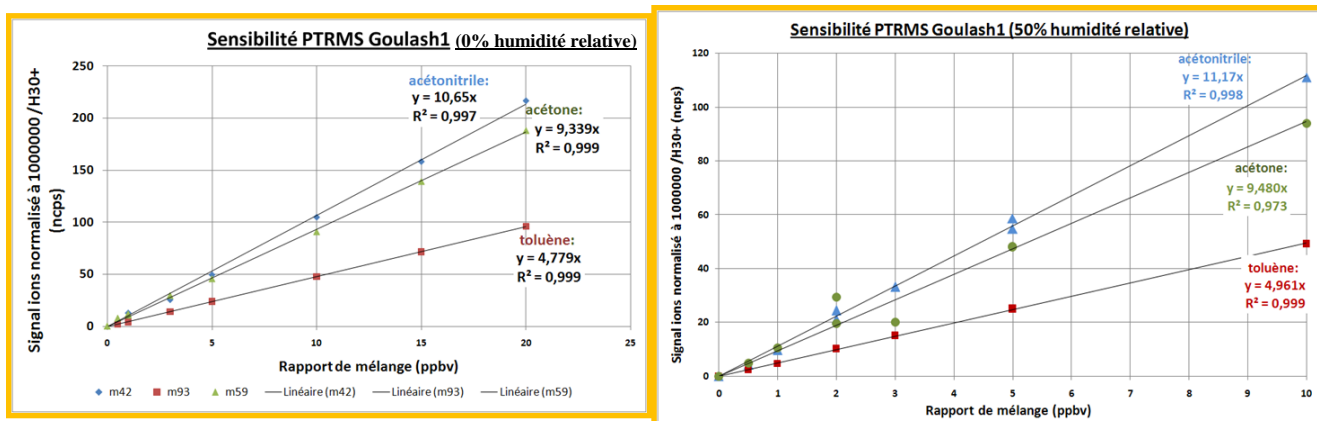 Sensibilité PTRMS Goulash1 (0% humidité relative)
Signal ions normalisé à 1000000 /H30+
(ncps)
250
200
150
100
50
0
acétonitrile:
y = 10,65x
R² = 0,997
acétone:
y = 9,339x
R² = 0,999
toluène:
y = 4,779x
R² = 0,999
0 5 10 15 20 25
Rapport de mélange (ppbv)
m42 m93 m59 Linéaire (m42) Linéaire (m93) Linéaire (m59)
Sensibilité PTRMS Goulash1 (50% humidité relative)
Signal ions normalisé à 1000000 /H30+ (ncps)
120
100
80
60
40
20
0
acétonitrile:
y = 11,17x
R² = 0,998
acétone:
y = 9,480x
R² = 0,973
toluène:
y = 4,961x
R² = 0,999
0 1 2 3 4 5 6 7 8 9 10
Rapport de mélange (ppbv)